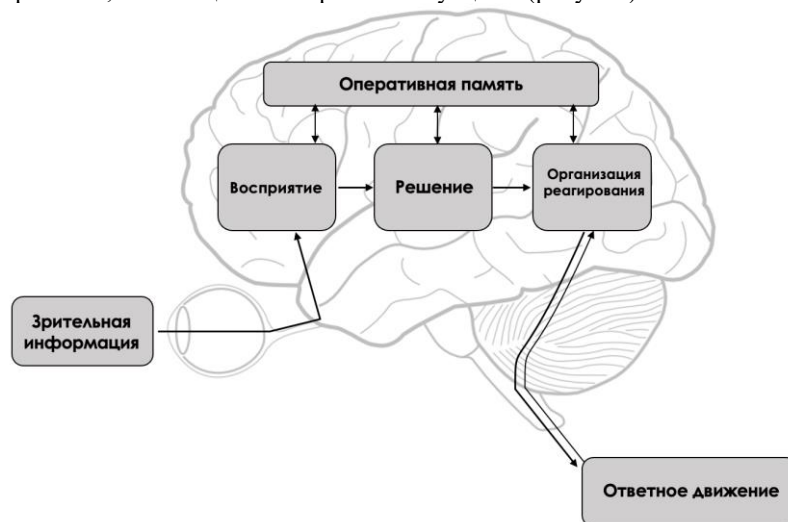 Оперативная память
Восприятие
Решение
Организация
реагирования
Зрительная
информация
Ответное движение